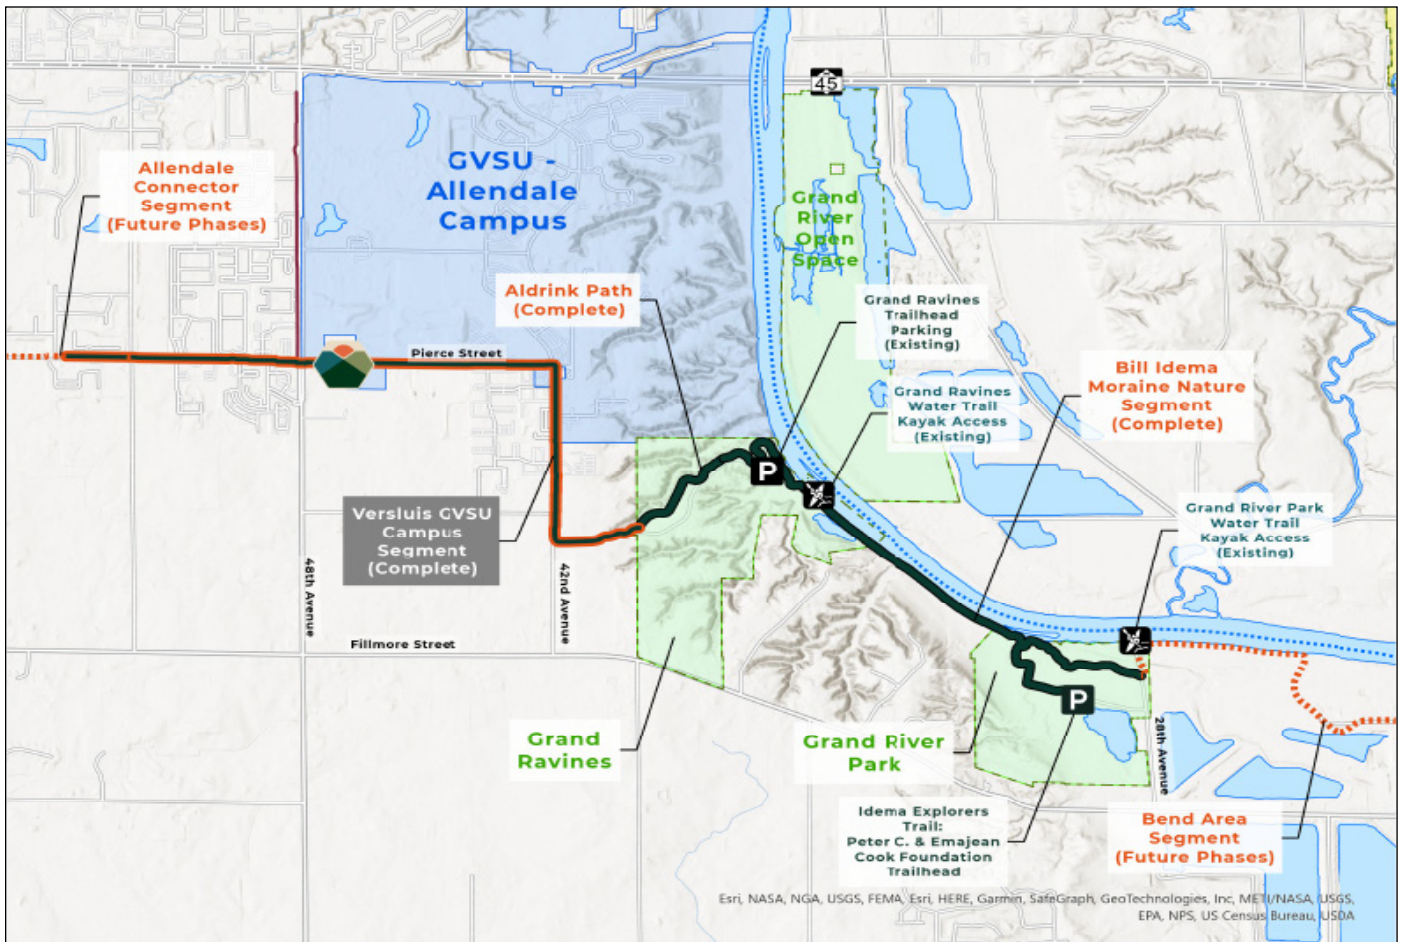 45
GVSU -
Allendale
Campus
Allendale
Connector
Segment
(Future Phases)
Grand
River
Open
Space
Aldrink Path
(Complete)
Grand Ravines
Trailhead
Parking
(Existing)
Pierce Street
Bill Idema
Moraine Nature
Segment
(Complete)
Grand Ravines
Water Trail
Kayak Access
(Existing)
P
Versluis GVSU
Campus
Segment
(Complete)
Grand River Park
Water Trail
Kayak Access
(Existing)
48th Avenue
42nd Avenue
Fillmore Street
P
28th Avenue
Grand
Ravines
Grand River
Park
Idema Explorers
Trail:
Peter C. & Emajean
Cook Foundation
Trailhead
Bend Area
Segment
(Future Phases)
Esri, NASA, NGA, USGS, FEMA, Esri, HERE, Garmin, SafeGraph, GeoTechnologies, Inc, METI/NASA, USGS,
EPA, NPS, US Census Bureau, USDA